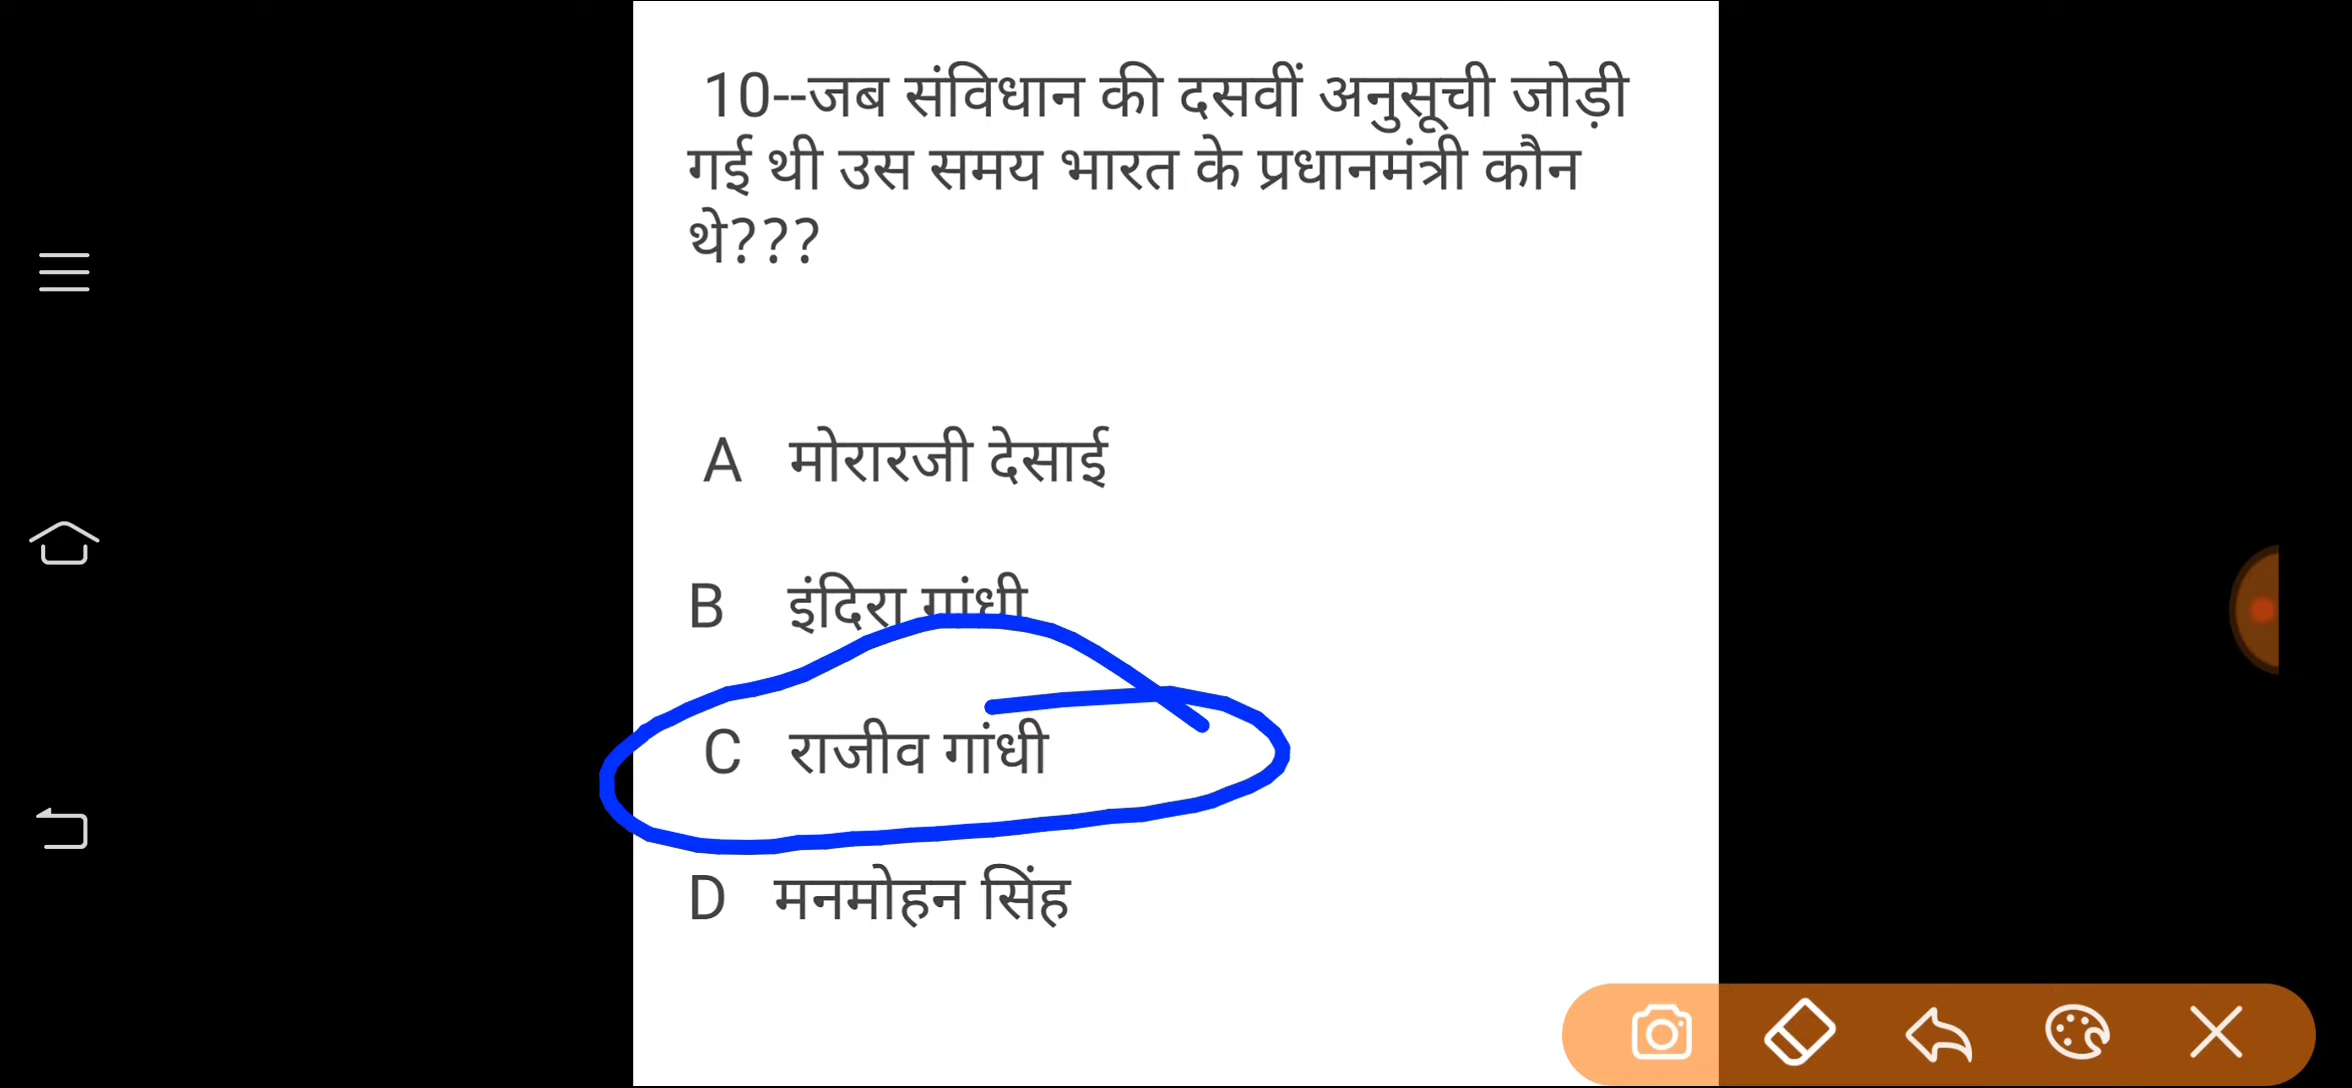 10--जब संविधान की दसवीं अनुसूची जोड़ी
गई थी उस समय भारत के प्रधानमंत्री कौन
थे???
A मोरारजी देसाई
B इंदिरा गांधी
C राजीव गांधी
D मनमोहन सिंह